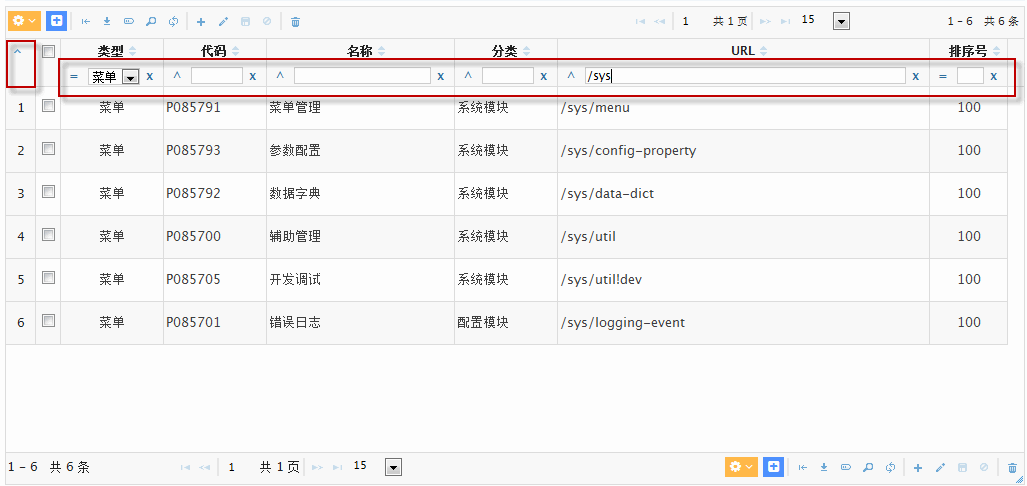 1 共 1 页 15 1 - 6 共 6 条
^ 类型 代码 名称 分类 URL 排序号
= 菜单 x ^ x ^ x ^ x ^ /sys x = x
1 菜单 P085791 菜单管理 系统模块 /sys/menu 100
2 菜单 P085793 参数配置 系统模块 /sys/config-property 100
3 菜单 P085792 数据字典 系统模块 /sys/data-dict 100
4 菜单 P085700 辅助管理 系统模块 /sys/util 100
5 菜单 P085705 开发调试 系统模块 /sys/util!dev 100
6 菜单 P085701 错误日志 配置模块 /sys/logging-event 100
1 - 6 共 6 条 1 共 1 页 15